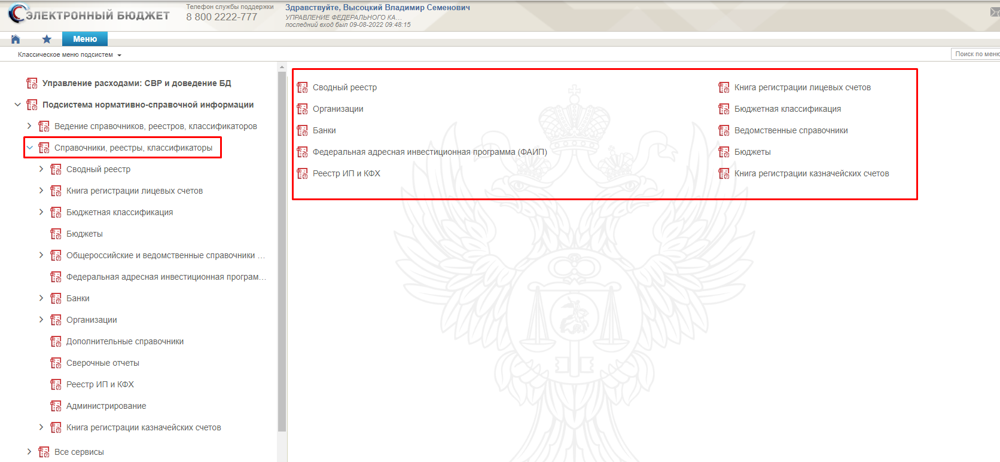 ЭЛЕКТРОННЫЙ БЮДЖЕТ
Телефон службы поддержки
8 800 2222-777
Здравствуйте, Высоцкий Владимир Семенович
УПРАВЛЕНИЕ ФЕДЕРАЛЬНОГО КА...
последний вход был 09-08-2022 09:48:15
Меню
Классическое меню подсистем
Поиск по меню
Управление расходами: СВР и доведение БД
Подсистема нормативно-справочной информации
Ведение справочников, реестров, классификаторов
Справочники, реестры, классификаторы
Сводный реестр
Книга регистрации лицевых счетов
Бюджетная классификация
Бюджеты
Общероссийские и ведомственные справочники ...
Федеральная адресная инвестиционная програм...
Банки
Организации
Дополнительные справочники
Сверочные отчеты
Реестр ИП и КФХ
Администрирование
Книга регистрации казначейских счетов
Все сервисы
Сводный реестр
Книга регистрации лицевых счетов
Организации
Бюджетная классификация
Банки
Ведомственные справочники
Федеральная адресная инвестиционная программа (ФАИП)
Бюджеты
Реестр ИП и КФХ
Книга регистрации казначейских счетов